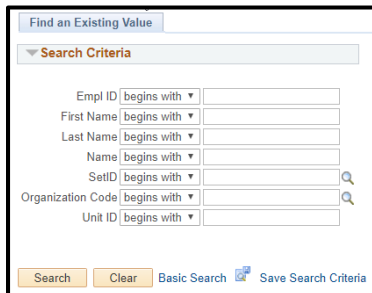 Find an Existing Value
Search Criteria
Empl ID begins with
First Name begins with
Last Name begins with
Name begins with
SetID begins with
Organization Code begins with
Unit ID begins with
Search Clear Basic Search Save Search Criteria